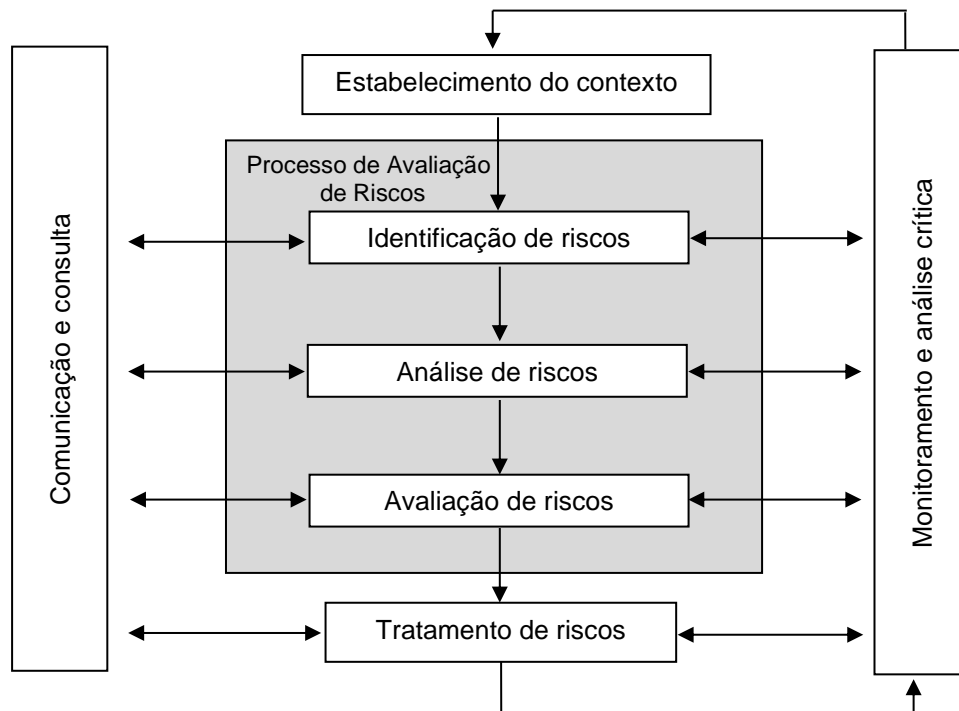 Estabelecimento do contexto
Processo de Avaliação
de Riscos
Identificação de riscos
Análise de riscos
Avaliação de riscos
Tratamento de riscos
Comunicação e consulta
Monitoramento e análise crítica